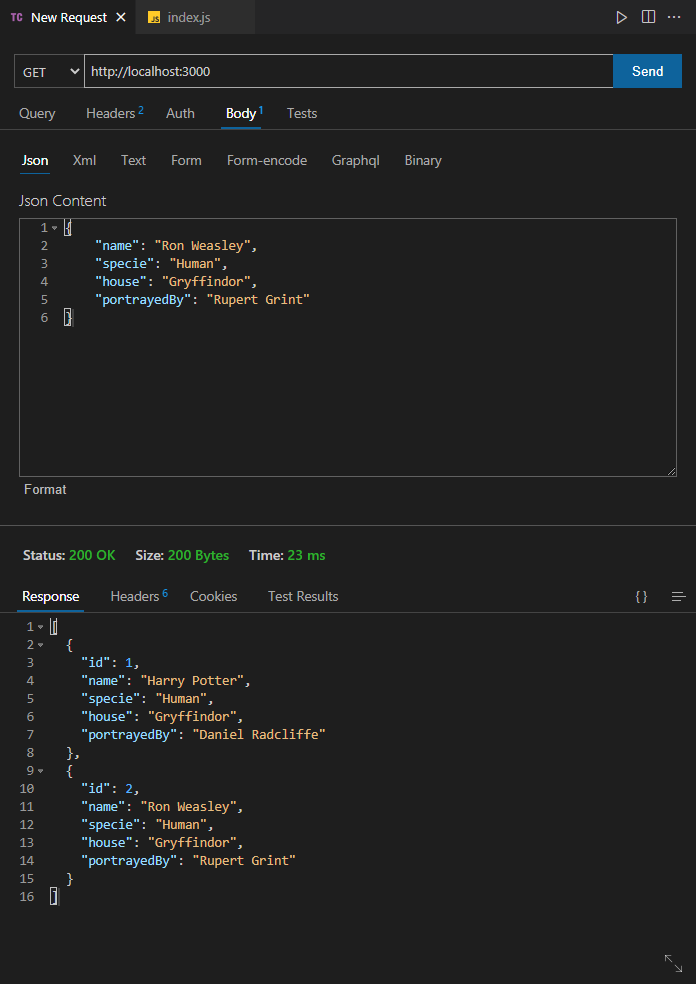 TC New Request × JS index.js
GET http://localhost:3000 Send
Query Headers 2 Auth Body 1 Tests
Json Xml Text Form Form-encode Graphql Binary
Json Content
1 {
2 "name": "Ron Weasley",
3 "specie": "Human",
4 "house": "Gryffindor",
5 "portrayedBy": "Rupert Grint"
6 }
Format
Status: 200 OK Size: 200 Bytes Time: 23 ms
Response Headers 6 Cookies Test Results { }
1 [
2 {
3 "id": 1,
4 "name": "Harry Potter",
5 "specie": "Human",
6 "house": "Gryffindor",
7 "portrayedBy": "Daniel Radcliffe"
8 },
9 {
10 "id": 2,
11 "name": "Ron Weasley",
12 "specie": "Human",
13 "house": "Gryffindor",
14 "portrayedBy": "Rupert Grint"
15 }
16 ]